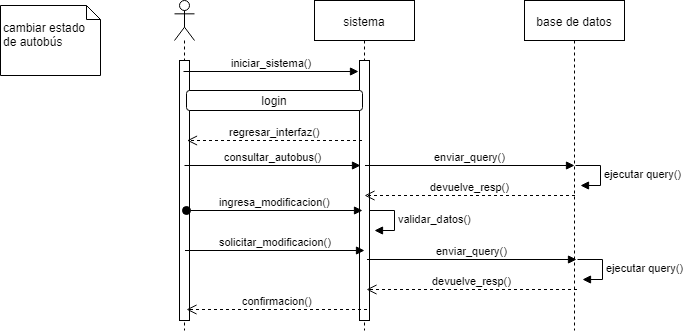 cambiar estado
de autobús
sistema
base de datos
iniciar_sistema()
login
regresar_interfaz()
consultar_autobus()
enviar_query()
ejecutar query()
devuelve_resp()
ingresa_modificacion()
validar_datos()
solicitar_modificacion()
enviar_query()
ejecutar query()
devuelve_resp()
confirmacion()